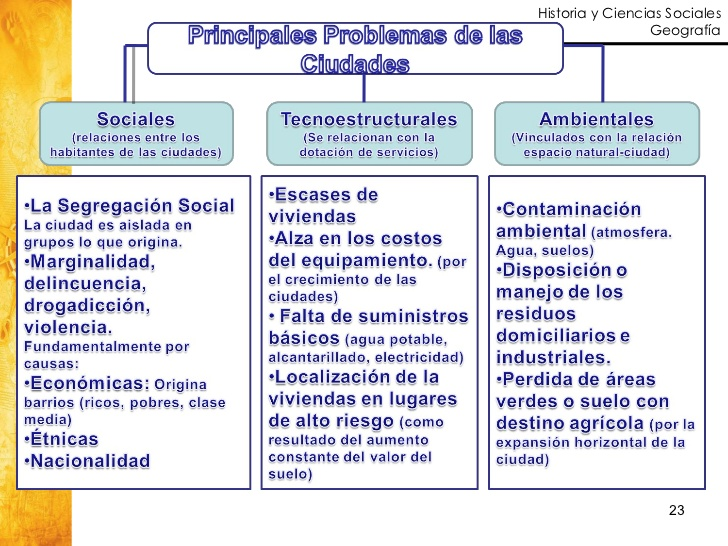 Historia y Ciencias Sociales
Geografía
Principales Problemas de las
Ciudades
Sociales
(relaciones entre los
habitantes de las ciudades)
Tecnoestructurales
(Se relacionan con la
dotación de servicios)
Ambientales
(Vinculados con la relación
espacio natural-ciudad)
•La Segregación Social
La ciudad es aislada en
grupos lo que origina.
•Marginalidad,
delincuencia,
drogadicción,
violencia.
Fundamentalmente por
causas:
•Económicas: Origina
barrios (ricos, pobres, clase
media)
•Étnicas
•Nacionalidad
•Escases de
viviendas
•Alza en los costos
del equipamiento. (por
el crecimiento de las
ciudades)
• Falta de suministros
básicos (agua potable,
alcantarillado, electricidad)
•Localización de la
viviendas en lugares
de alto riesgo (como
resultado del aumento
constante del valor del
suelo)
•Contaminación
ambiental (atmosfera.
Agua, suelos)
•Disposición o
manejo de los
residuos
domiciliarios e
industriales.
•Perdida de áreas
verdes o suelo con
destino agrícola (por la
expansión horizontal de la
ciudad)
23